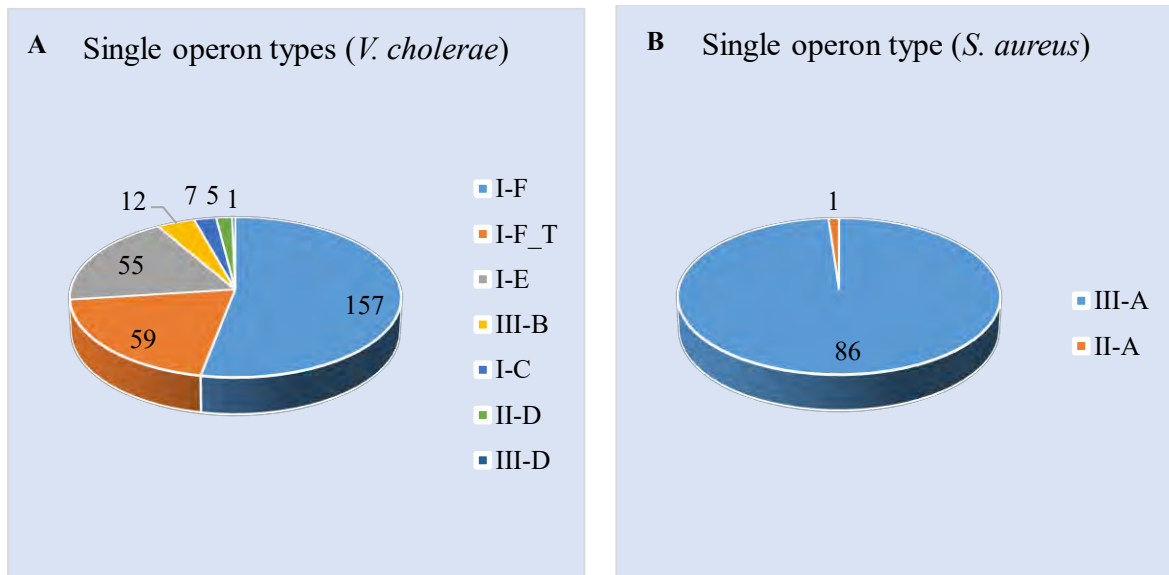 A Single operon types (V. cholerae)
12
7
5
1
55
59
157
I-F
I-F_T
I-E
III-B
I-C
II-D
III-D
B Single operon type (S. aureus)
1
86
III-A
II-A